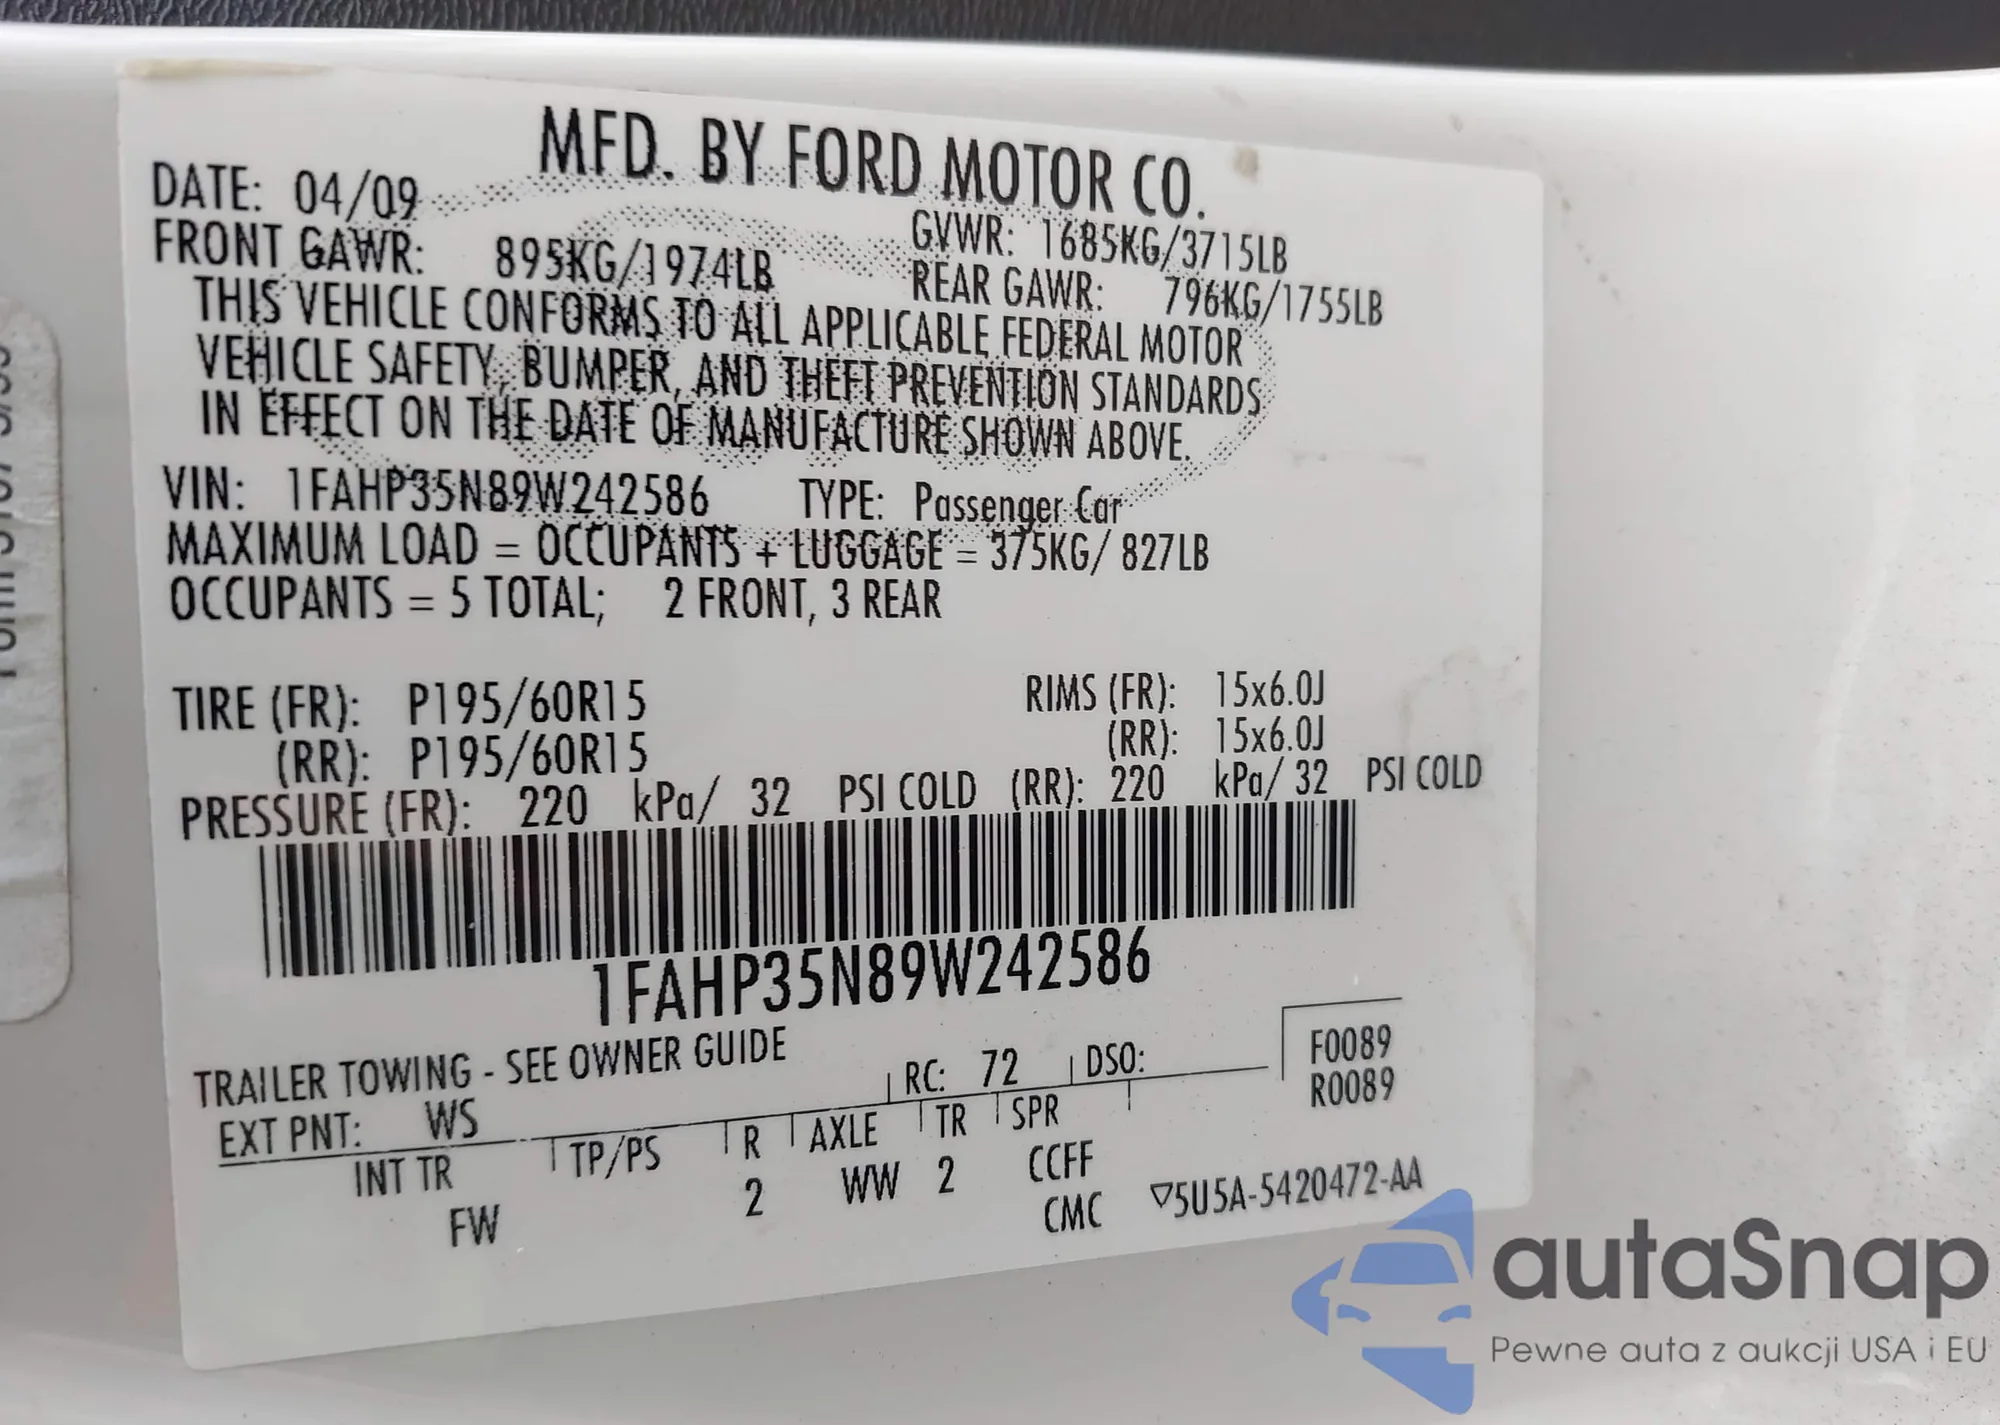 MFD. BY FORD MOTOR CO.
DATE: 04/09
GVWR: 1685KG/3715LB
FRONT GAWR: 895KG/1974LB
REAR GAWR: 796KG/1755LB
THIS VEHICLE CONFORMS TO ALL APPLICABLE FEDERAL MOTOR
VEHICLE SAFETY, BUMPER, AND THEFT PREVENTION STANDARDS
IN EFFECT ON THE DATE OF MANUFACTURE SHOWN ABOVE.
VIN: 1FAHP35N89W242586 TYPE: Passenger Car
MAXIMUM LOAD = OCCUPANTS + LUGGAGE = 375KG/ 827LB
OCCUPANTS = 5 TOTAL; 2 FRONT, 3 REAR
TIRE (FR): P195/60R15 RIMS (FR): 15x6.0J
(RR): P195/60R15 (RR): 15x6.0J
PRESSURE (FR): 220 kPa/ 32 PSI COLD (RR): 220 kPa/ 32 PSI COLD
1FAHP35N89W242586
TRAILER TOWING - SEE OWNER GUIDE
F0089
EXT PNT: WS RC: 72 DSO:
R0089
INT TR TP/PS R AXLE TR SPR
FW 2 WW 2 CCFF
CMC ▽5U5A-5420472-AA
autaSnap
Pewne auta z aukcji USA i EU